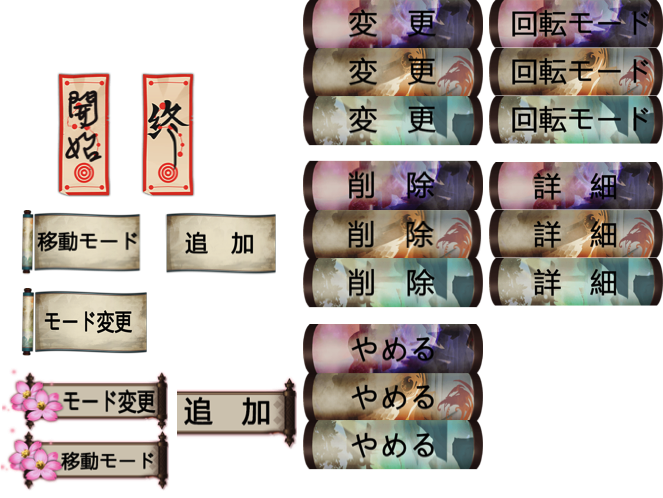 開始
終
移動モード
追 加
モード変更
モード変更
追 加
移動モード
変 更
変 更
変 更
回転モード
回転モード
回転モード
削 除
削 除
削 除
詳 細
詳 細
詳 細
やめる
やめる
やめる